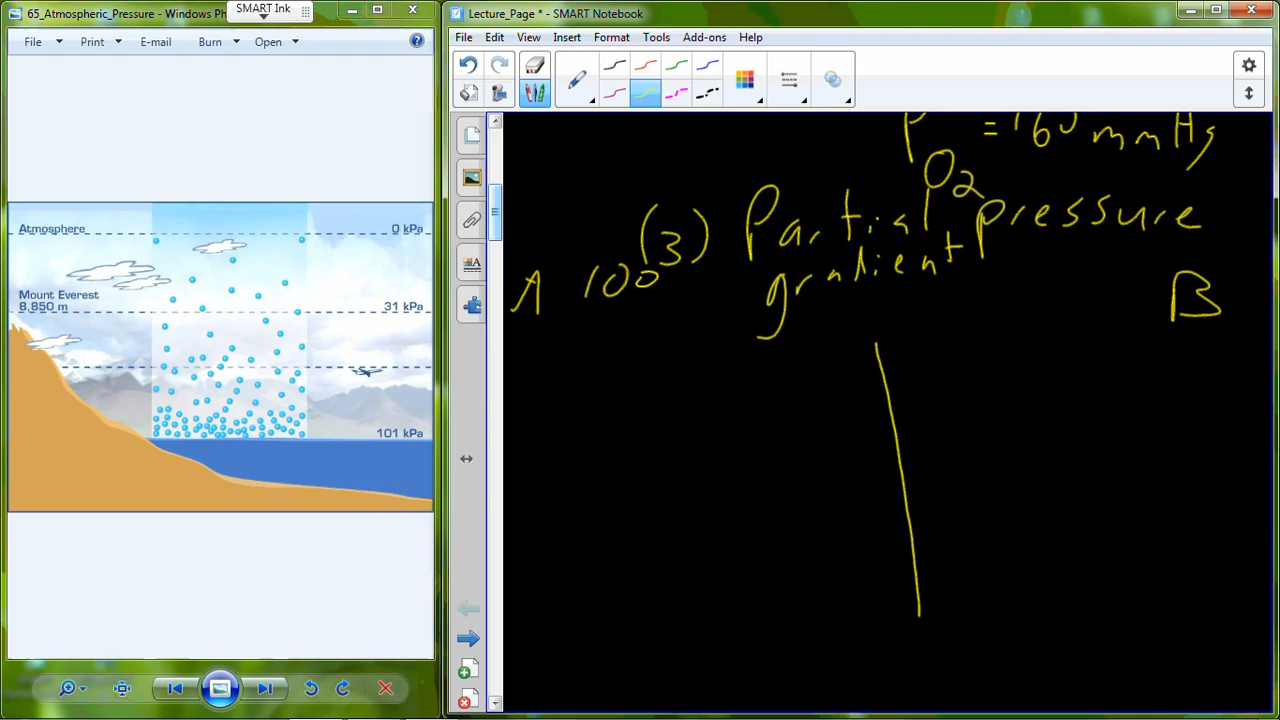 65_Atmospheric_Pressure - Windows Ph
SMART Ink
File Print E-mail Burn Open
Atmosphere 0 kPa
Mount Everest
8,850 m 31 kPa
101 kPa
Lecture_Page * - SMART Notebook
File Edit View Insert Format Tools Add-ons Help
P O2 = 160 mmHg
(3) Partial pressure
gradient
A 100
B